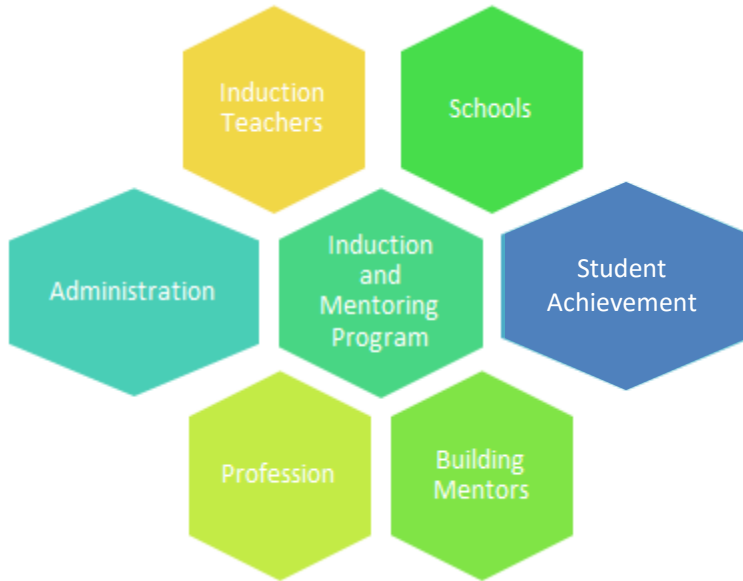 Induction
Teachers
Schools
Administration
Induction
and
Mentoring
Program
Student
Achievement
Profession
Building
Mentors